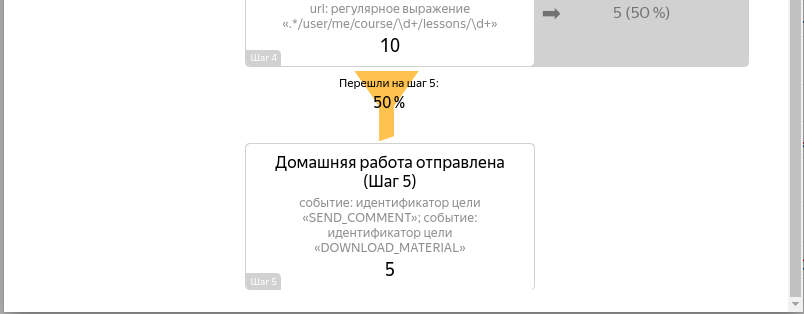 url: регулярное выражение
«.*/user/me/course/\d+/lessons/\d+»
5 (50 %)
10
Шаг 4
Перешли на шаг 5:
50 %
Домашняя работа отправлена
(Шаг 5)
событие: идентификатор цели
«SEND_COMMENT»; событие:
идентификатор цели
«DOWNLOAD_MATERIAL»
5
Шаг 5